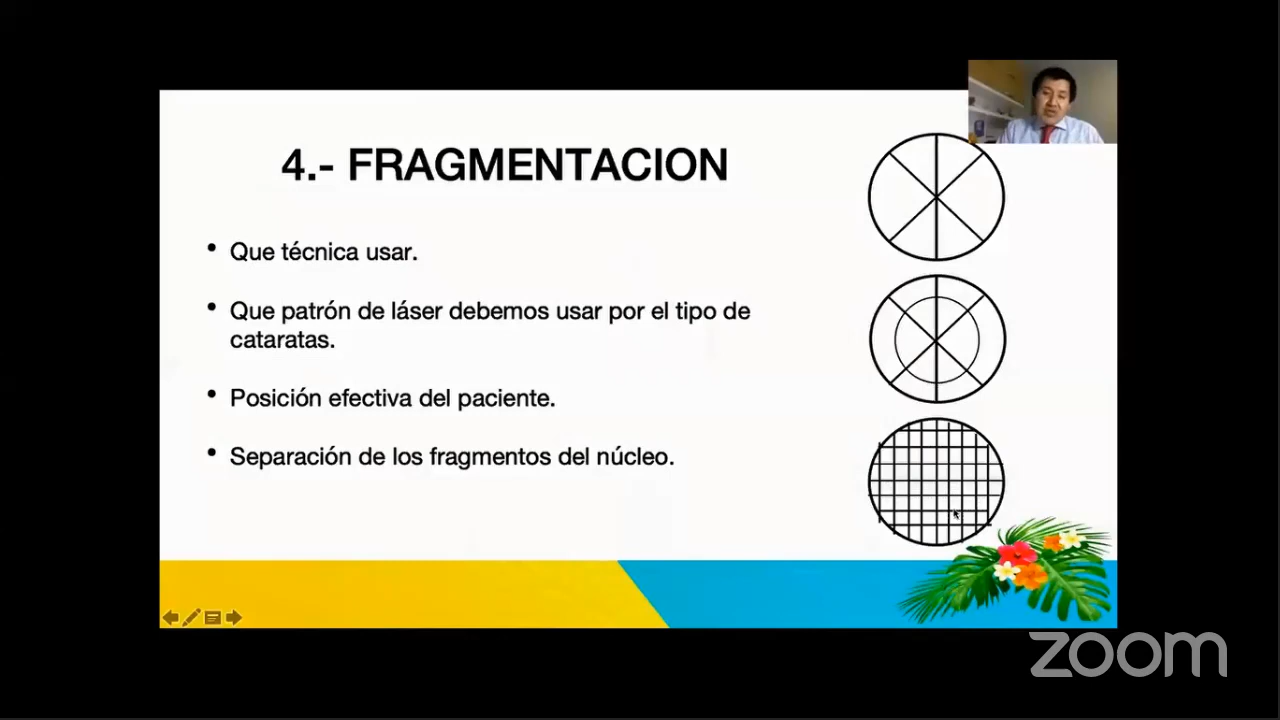 4.- FRAGMENTACION
• Que técnica usar.
• Que patrón de láser debemos usar por el tipo de
cataratas.
• Posición efectiva del paciente.
• Separación de los fragmentos del núcleo.
zoom